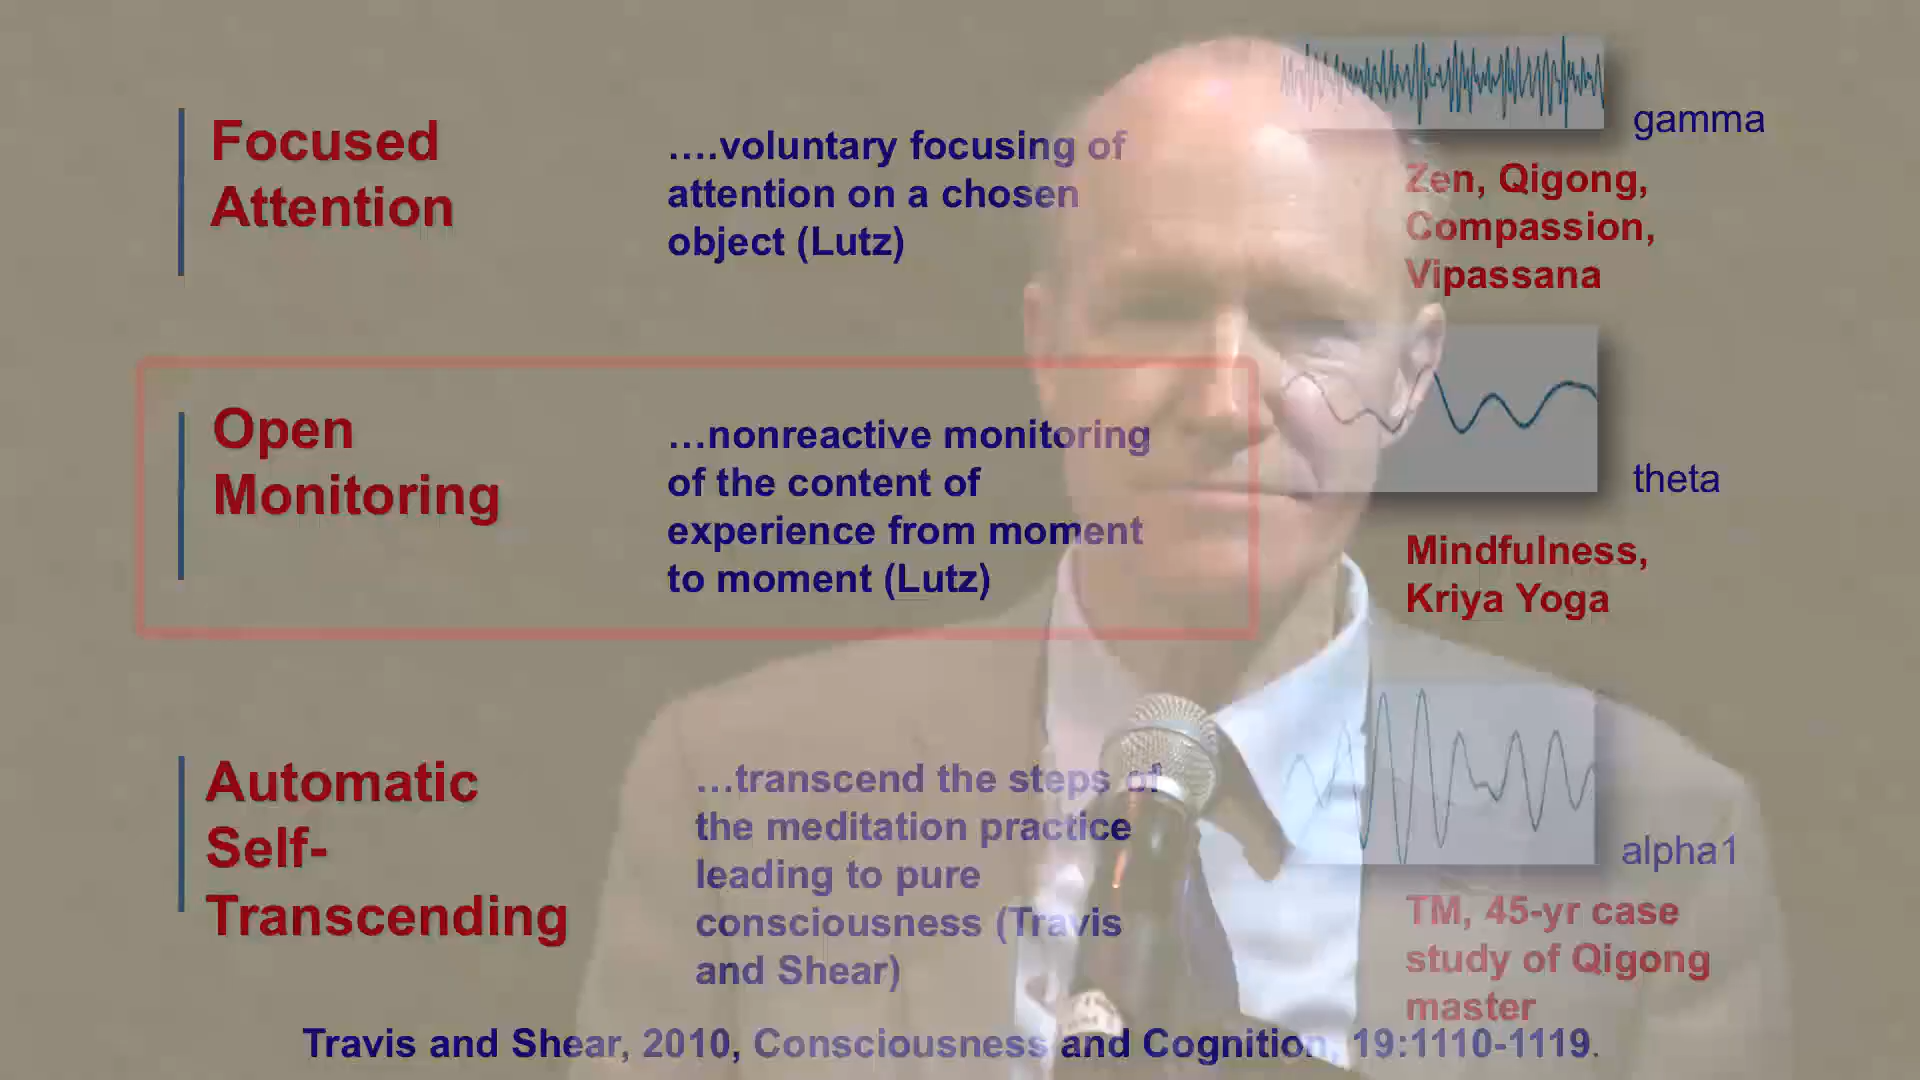 Focused
Attention
....voluntary focusing of
attention on a chosen
object (Lutz)
gamma
Zen, Qigong,
Compassion,
Vipassana
Open
Monitoring
...nonreactive monitoring
of the content of
experience from moment
to moment (Lutz)
theta
Mindfulness,
Kriya Yoga
Automatic
Self-
Transcending
...transcend the steps of
the meditation practice
leading to pure
consciousness (Travis
and Shear)
alpha1
TM, 45-yr case
study of Qigong
master
Travis and Shear, 2010, Consciousness and Cognition, 19:1110-1119.